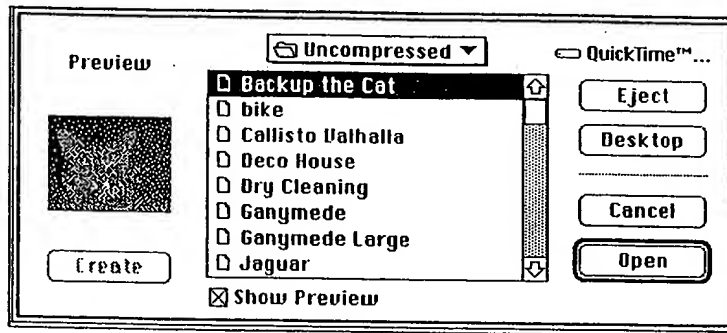 Preview
Create
Uncompressed
Backup the Cat
bike
Callisto Valhalla
Deco House
Dry Cleaning
Ganymede
Ganymede Large
Jaguar
Show Preview
QuickTime™...
Eject
Desktop
Cancel
Open